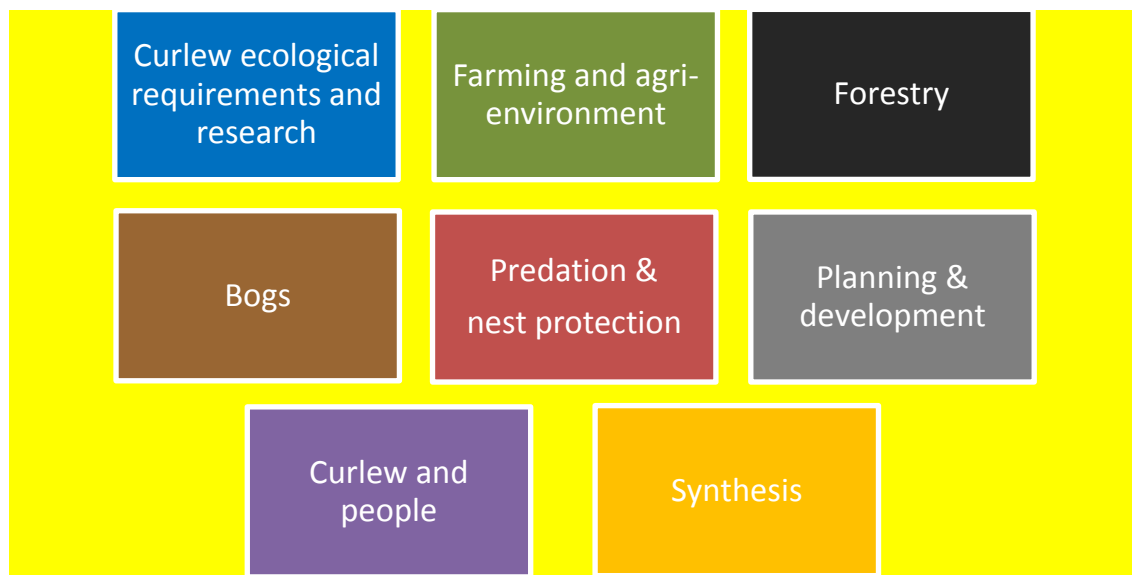 Curlew ecological
requirements and
research
Farming and agri-
environment
Forestry
Bogs
Predation &
nest protection
Planning &
development
Curlew and
people
Synthesis